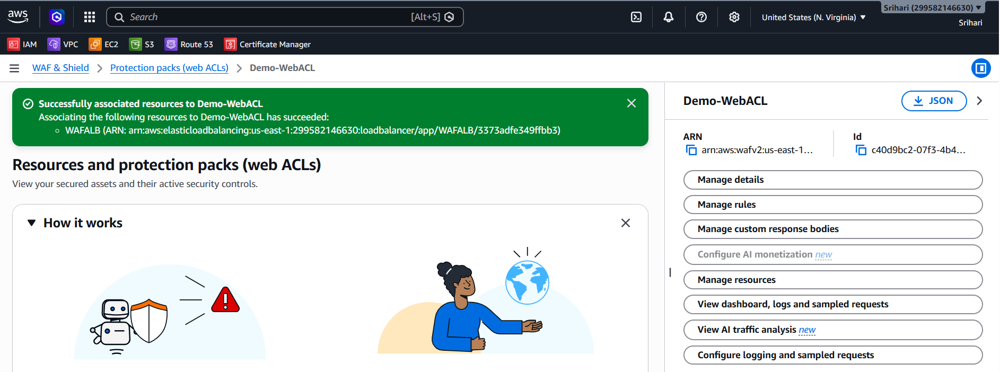 aws
Search
[Alt+S]
United States (N. Virginia) ▼
Srihari (299582146630) ▼
Srihari
IAM
VPC
EC2
S3
Route 53
Certificate Manager
WAF & Shield > Protection packs (web ACLs) > Demo-WebACL
Successfully associated resources to Demo-WebACL
Associating the following resources to Demo-WebACL has succeeded:
WAFALB (ARN: arn:aws:elasticloadbalancing:us-east-1:299582146630:loadbalancer/app/WAFALB/3373adfe349ffbb3)
Resources and protection packs (web ACLs)
View your secured assets and their active security controls.
How it works
Demo-WebACL
JSON
ARN
arn:aws:wafv2:us-east-1...
Id
c40d9bc2-07f3-4b4...
Manage details
Manage rules
Manage custom response bodies
Configure AI monetization new
Manage resources
View dashboard, logs and sampled requests
View AI traffic analysis new
Configure logging and sampled requests